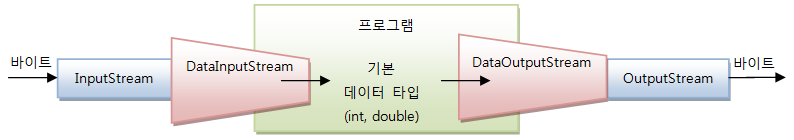 프로그램
바이트
InputStream
DataInputStream
기본
데이터 타입
(int, double)
DataOutputStream
OutputStream
바이트